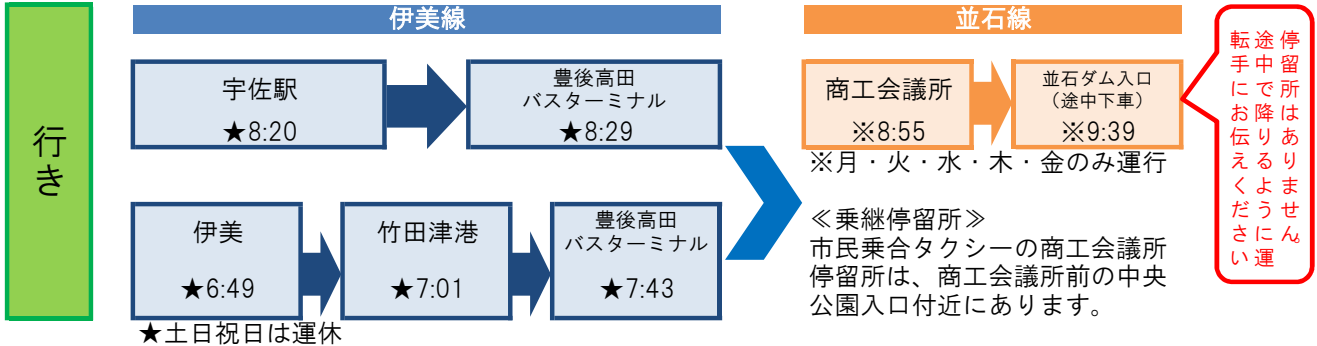 行き
伊美線
宇佐駅
★8:20
豊後高田
バスターミナル
★8:29
伊美
★6:49
竹田津港
★7:01
豊後高田
バスターミナル
★7:43
★土日祝日は運休
並石線
商工会議所
※8:55
並石ダム入口
（途中下車）
※9:39
※月・火・水・木・金のみ運行
≪乗継停留所≫
市民乗合タクシーの商工会議所
停留所は、商工会議所前の中央
公園入口付近にあります。
停留所はありません。
途中で降りるように運
転手にお伝えください